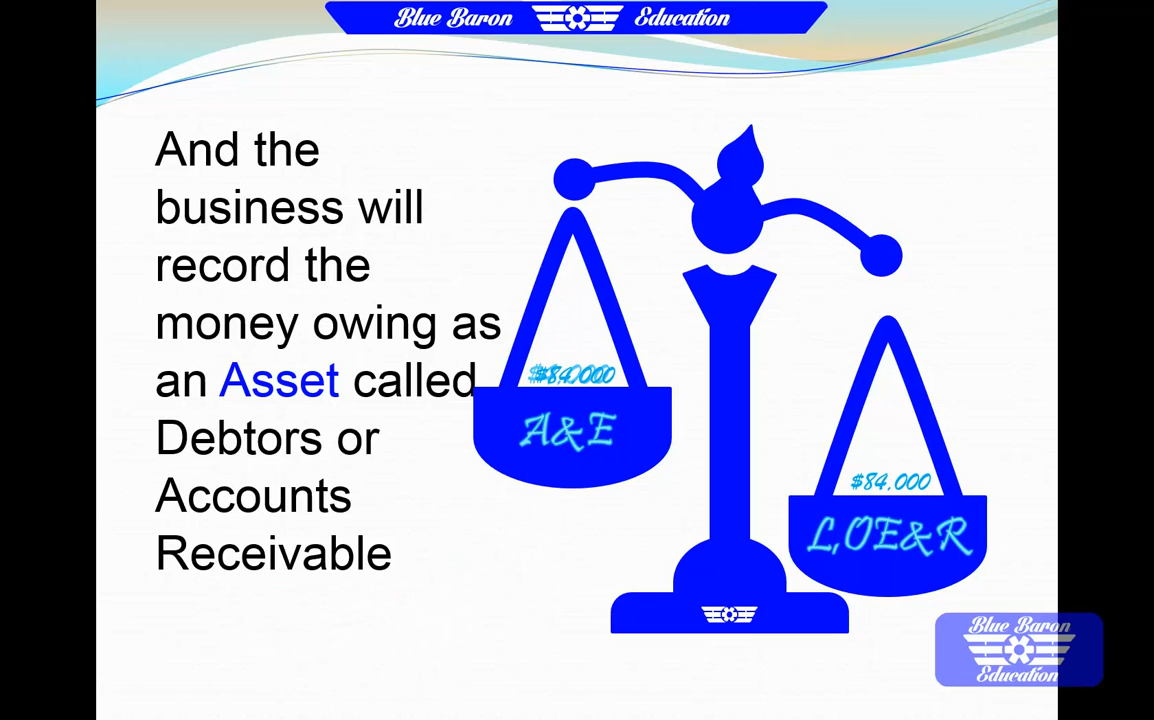 Blue Baron Education
And the
business will
record the
money owing as
an Asset called
Debtors or
Accounts
Receivable
A&E
$84,000
L,OE&R
Blue Baron
Education